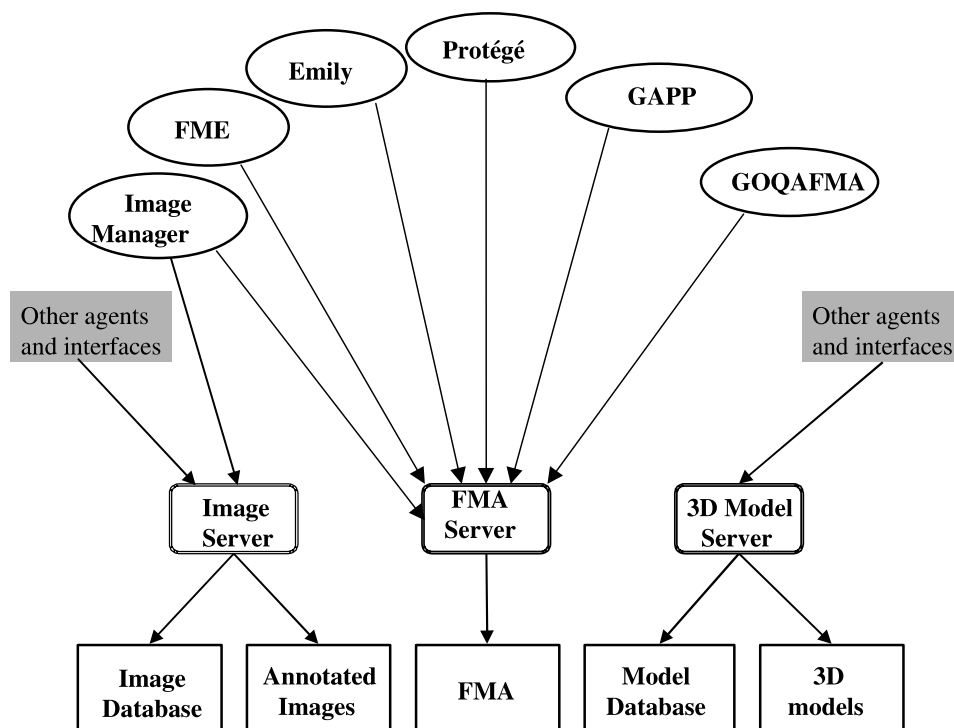 Protégé
Emily
GAPP
FME
GOQAFMA
Image
Manager
Other agents
and interfaces
Other agents
and interfaces
Image
Server
FMA
Server
3D Model
Server
Image
Database
Annotated
Images
FMA
Model
Database
3D
models